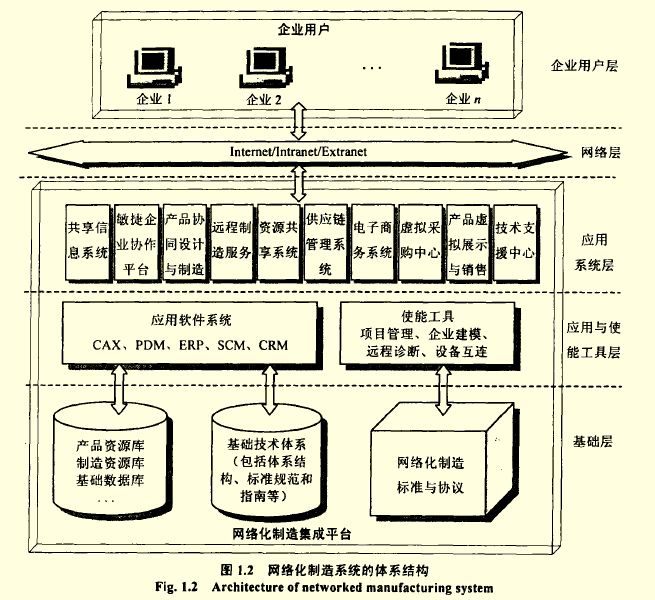 企业用户
企业用户层
企业 1
企业 2
...
企业 n
Internet/Intranet/Extranet
网络层
共享信
息系统
敏捷企
业协作
平台
产品协
同设计
与制造
远程制
造服务
资源共
享系统
供应链
管理系
统
电子商
务系统
虚拟采
购中心
产品虚
拟展示
与销售
技术支
援中心
应用
系统层
应用软件系统
CAX、PDM、ERP、SCM、CRM
使能工具
项目管理、企业建模、
远程诊断、设备互连
应用与使
能工具层
产品资源库
制造资源库
基础数据库
...
基础技术体系
（包括体系结
构、标准规范和
指南等）
网络化制造
标准与协议
基础层
网络化制造集成平台
图 1.2 网络化制造系统的体系结构
Fig. 1.2 Architecture of networked manufacturing system